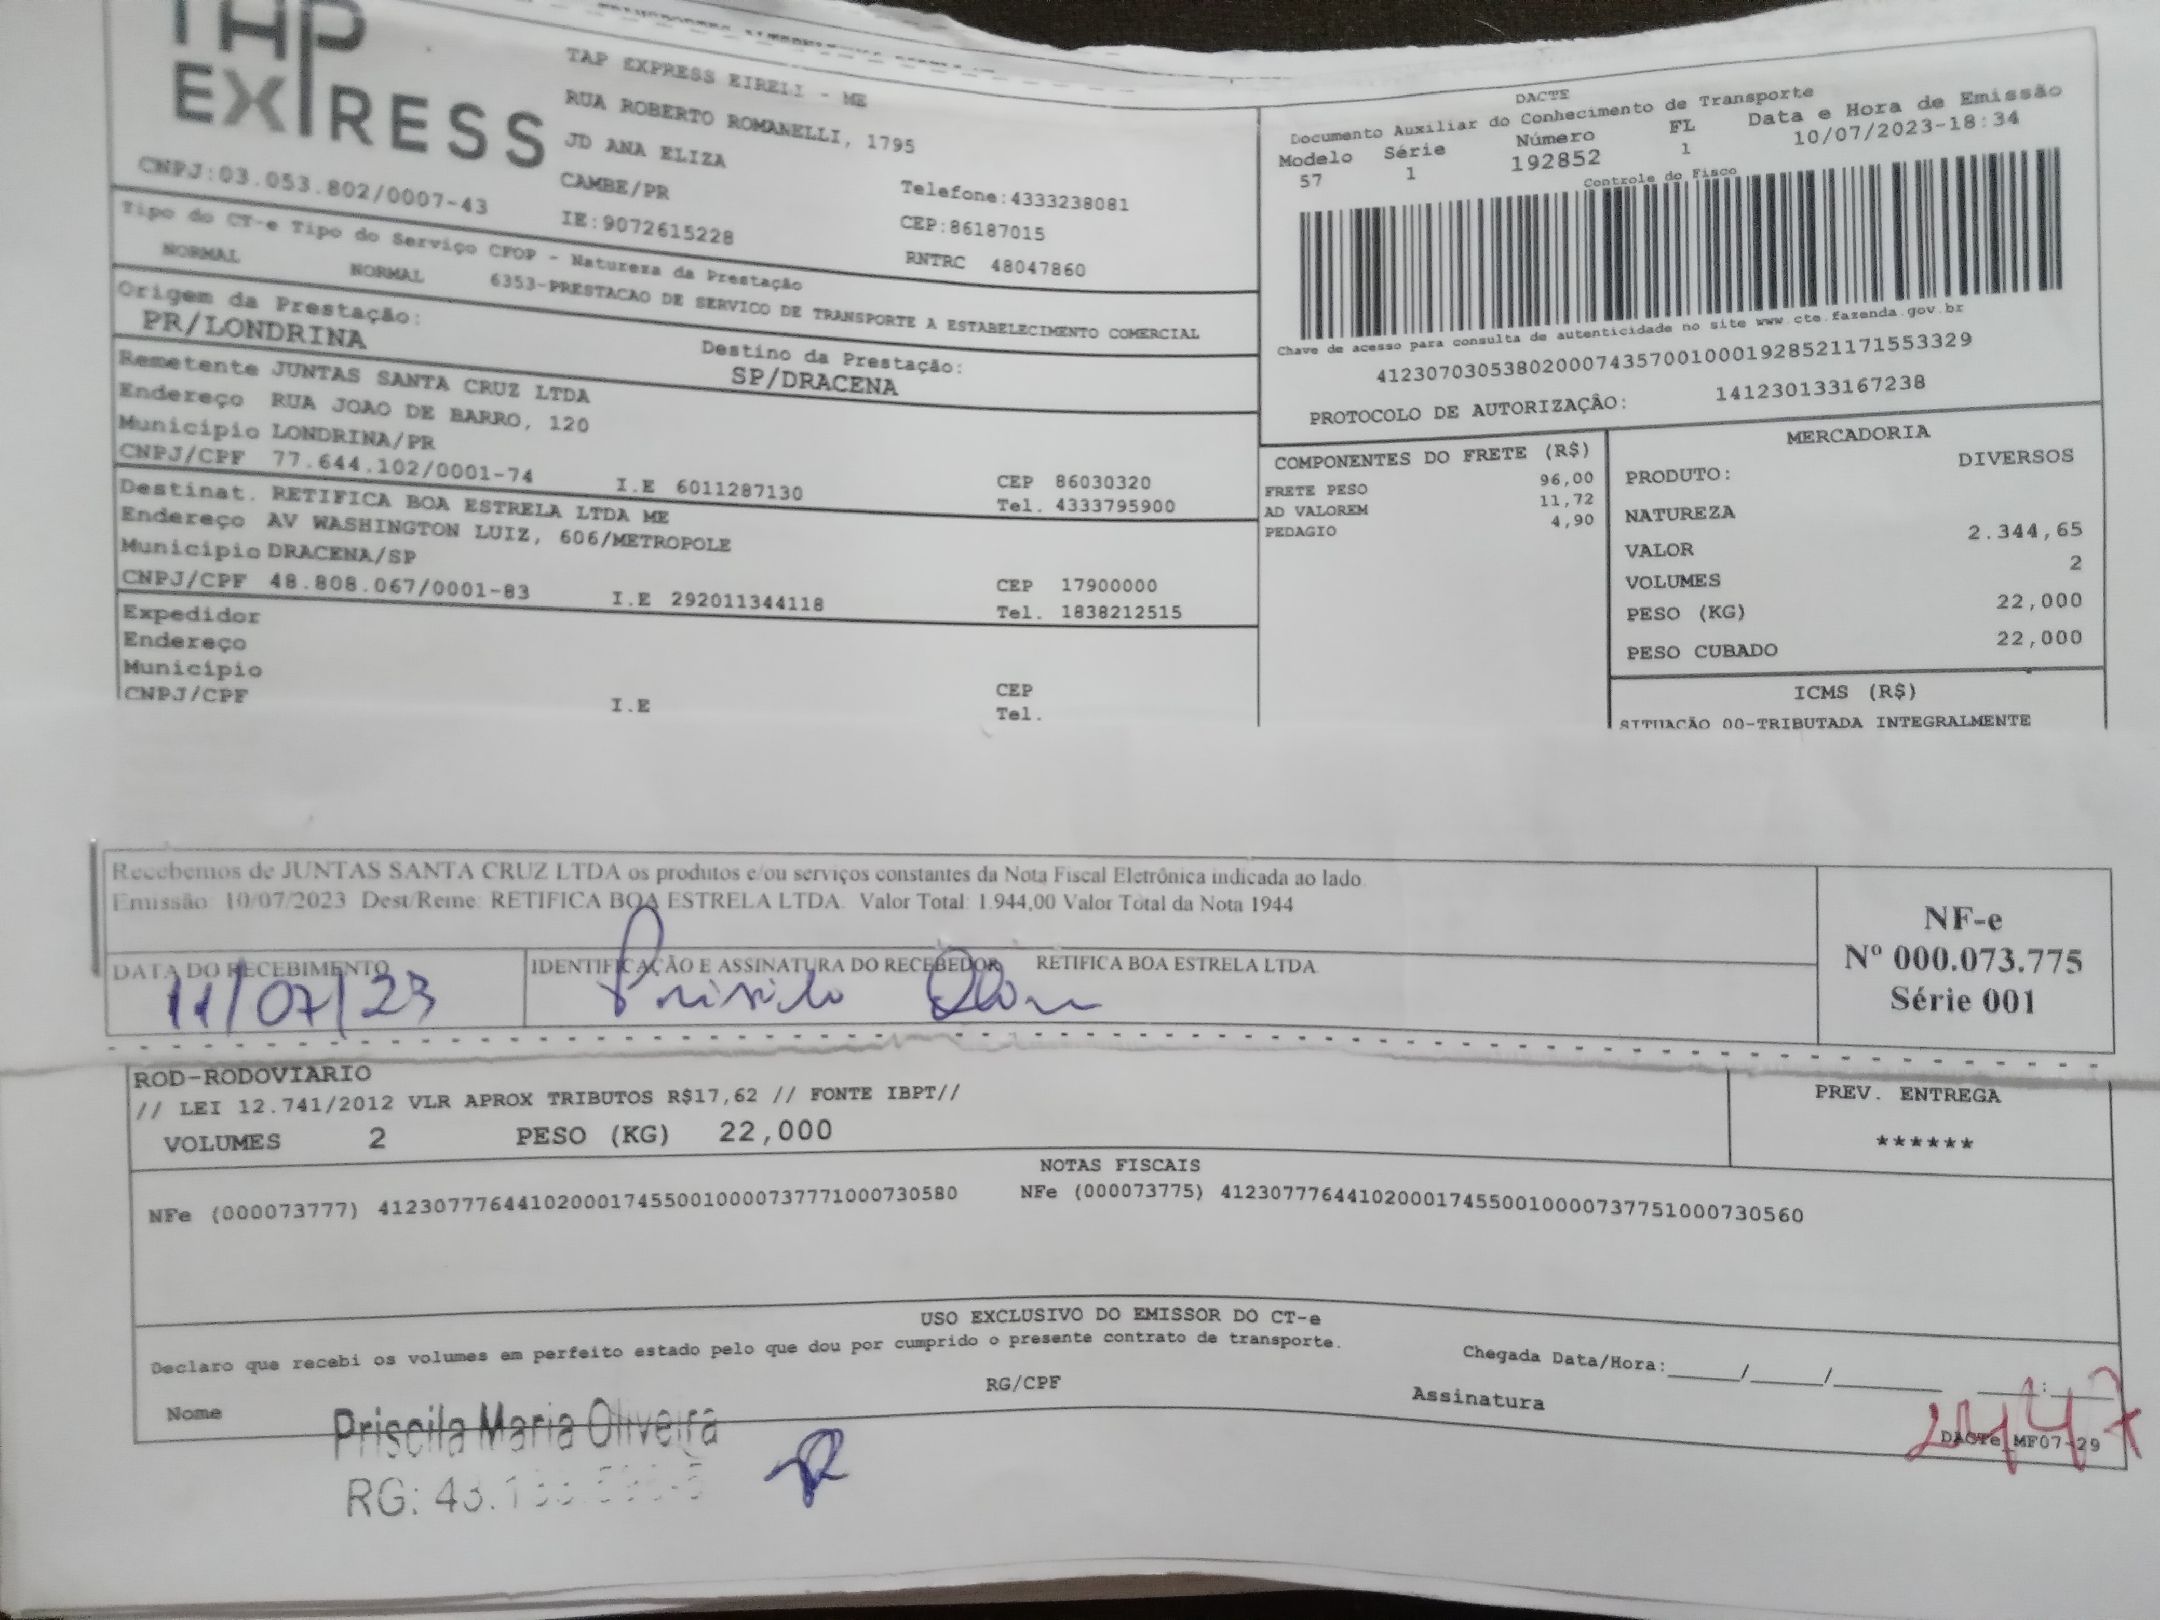 TAP
EXPRESS
TAP EXPRESS EIRELI - ME
RUA ROBERTO ROMANELLI, 1795
JD ANA ELIZA
CAMBE/PR
IE:9072615228
Telefone:4333238081
CEP:86187015
RNTRC 48047860
CNPJ:03.053.802/0007-43
DACTE
Documento Auxiliar do Conhecimento de Transporte
Modelo Série Número FL Data e Hora de Emissão
57 1 192852 1 10/07/2023-18:34
Controle do Fisco
Chave de acesso para consulta de autenticidade no site www.cte.fazenda.gov.br
41230703053802000743570010001928521171553329
PROTOCOLO DE AUTORIZAÇÃO: 141230133167238
Tipo do CT-e Tipo do Serviço CFOP - Natureza da Prestação
NORMAL NORMAL 6353-PRESTACAO DE SERVICO DE TRANSPORTE A ESTABELECIMENTO COMERCIAL
Origem da Prestação: Destino da Prestação:
PR/LONDRINA SP/DRACENA
Remetente JUNTAS SANTA CRUZ LTDA
Endereço RUA JOAO DE BARRO, 120
Municipio LONDRINA/PR CEP 86030320
CNPJ/CPF 77.644.102/0001-74 I.E 6011287130 Tel. 4333795900
Destinat. RETIFICA BOA ESTRELA LTDA ME
Endereço AV WASHINGTON LUIZ, 606/METROPOLE
Municipio DRACENA/SP CEP 17900000
CNPJ/CPF 48.808.067/0001-83 I.E 292011344118 Tel. 1838212515
Expedidor
Endereço
Município CEP
CNPJ/CPF I.E Tel.
COMPONENTES DO FRETE (R$)
FRETE PESO 96,00
AD VALOREM 11,72
PEDAGIO 4,90
MERCADORIA
PRODUTO: DIVERSOS
NATUREZA
VALOR 2.344,65
VOLUMES 2
PESO (KG) 22,000
PESO CUBADO 22,000
ICMS (R$)
SITUAÇÃO 00-TRIBUTADA INTEGRALMENTE
Recebemos de JUNTAS SANTA CRUZ LTDA os produtos e/ou serviços constantes da Nota Fiscal Eletrônica indicada ao lado.
Emissão: 10/07/2023 Dest/Reme: RETIFICA BOA ESTRELA LTDA. Valor Total: 1.944,00 Valor Total da Nota 1944
DATA DO RECEBIMENTO IDENTIFICAÇÃO E ASSINATURA DO RECEBEDOR RETIFICA BOA ESTRELA LTDA
11/07/23
NF-e
Nº 000.073.775
Série 001
ROD-RODOVIARIO
// LEI 12.741/2012 VLR APROX TRIBUTOS R$17,62 // FONTE IBPT//
VOLUMES 2 PESO (KG) 22,000
PREV. ENTREGA
******
NOTAS FISCAIS
NFe (000073777) 41230777644102000174550010000737771000730580 NFe (000073775) 41230777644102000174550010000737751000730560
USO EXCLUSIVO DO EMISSOR DO CT-e
Declaro que recebi os volumes em perfeito estado pelo que dou por cumprido o presente contrato de transporte.
Chegada Data/Hora:_____/_____/_____ ___:___
Nome RG/CPF Assinatura
Priscila Maria Oliveira
RG: 43.
DACTe_MF07-29